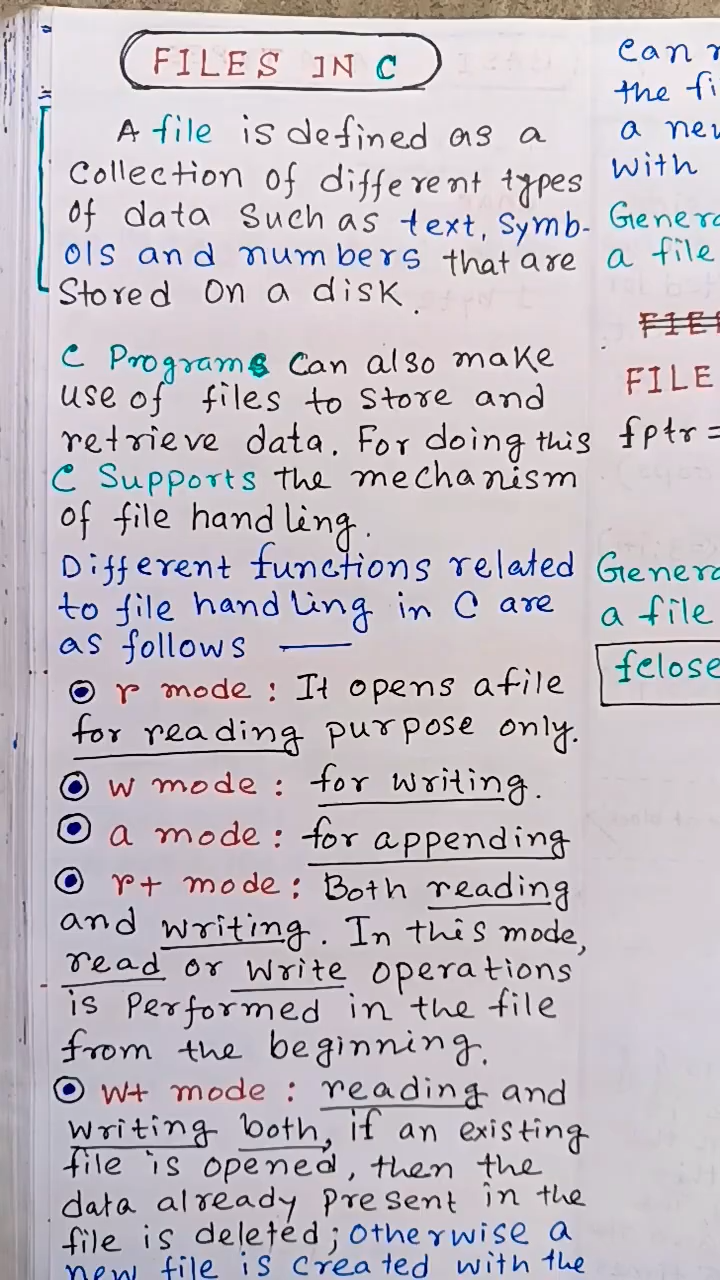 FILES IN C
A file is defined as a
Collection of different types
of data Such as text, Symb-
ols and numbers that are
Stored On a disk.
C Programs Can also make
use of files to Store and
retrieve data. For doing this
C Supports the mechanism
of file handling.
Different functions related
to file handling in C are
as follows —
r mode : It opens a file
for reading purpose only.
w mode : for writing.
a mode : for appending
r+ mode : Both reading
and writing. In this mode,
read or write operations
is Performed in the file
from the beginning.
w+ mode : reading and
writing both, if an existing
file is opened, then the
data already present in the
file is deleted; Otherwise a
new file is created with the
Can
the
a
with
a file
FILE
fptr =
a file
fclose